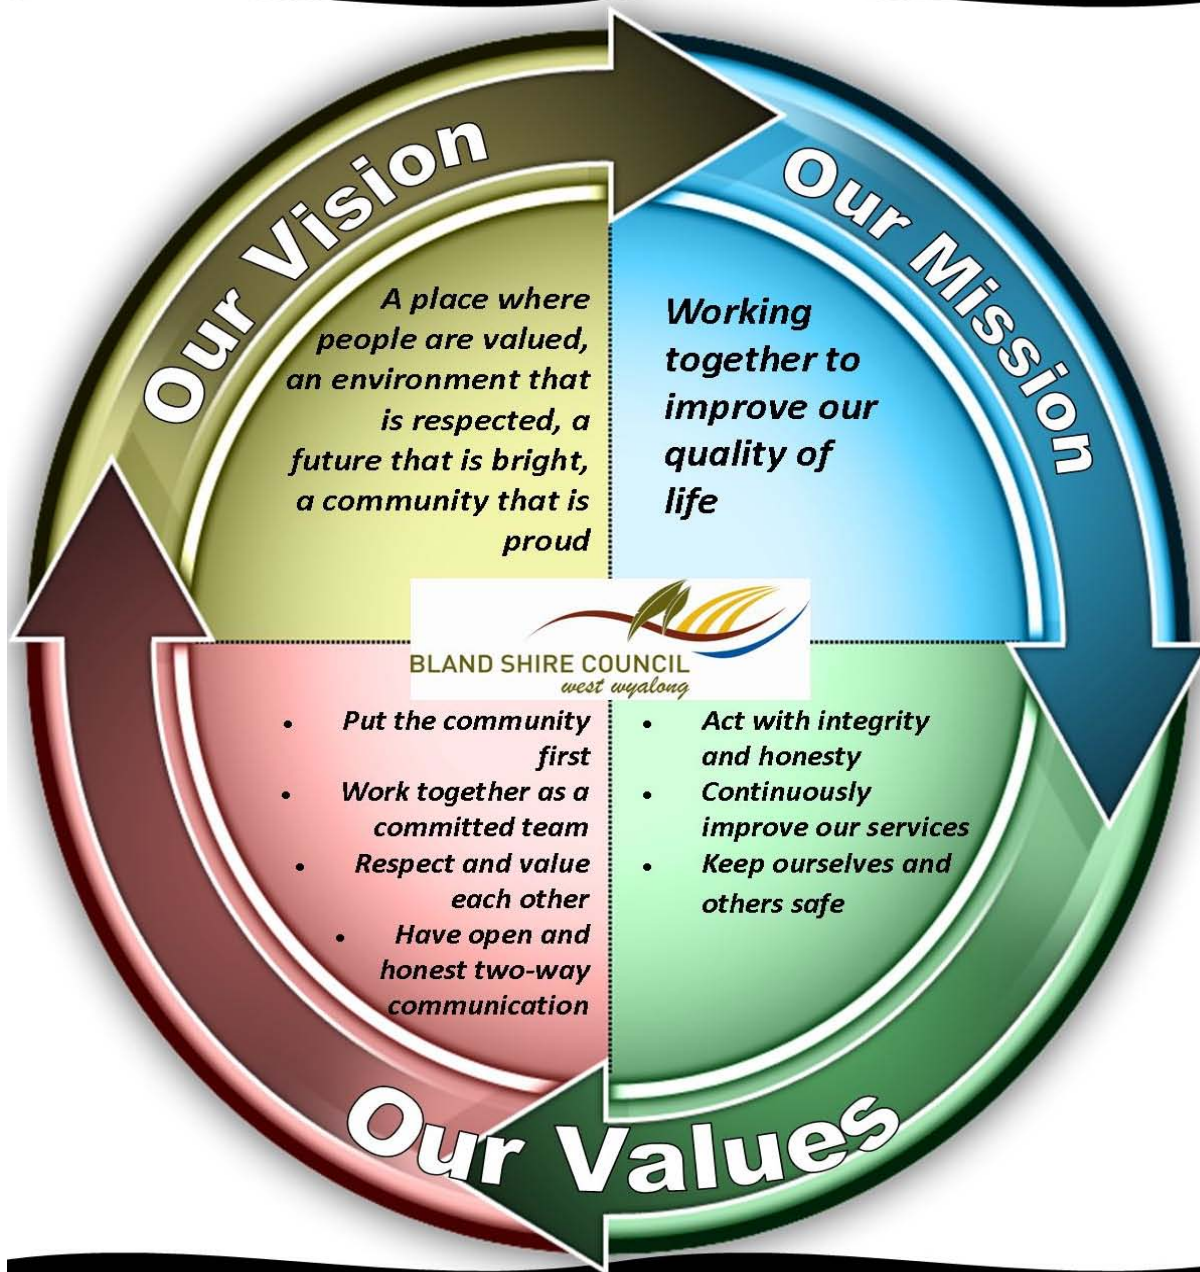 Our Vision
A place where
people are valued,
an environment that
is respected, a
future that is bright,
a community that is
proud
Our Mission
Working
together to
improve our
quality of
life
BLAND SHIRE COUNCIL
west wyalong
• Put the community
first
• Work together as a
committed team
• Respect and value
each other
• Have open and
honest two-way
communication
• Act with integrity
and honesty
• Continuously
improve our services
• Keep ourselves and
others safe
Our Values